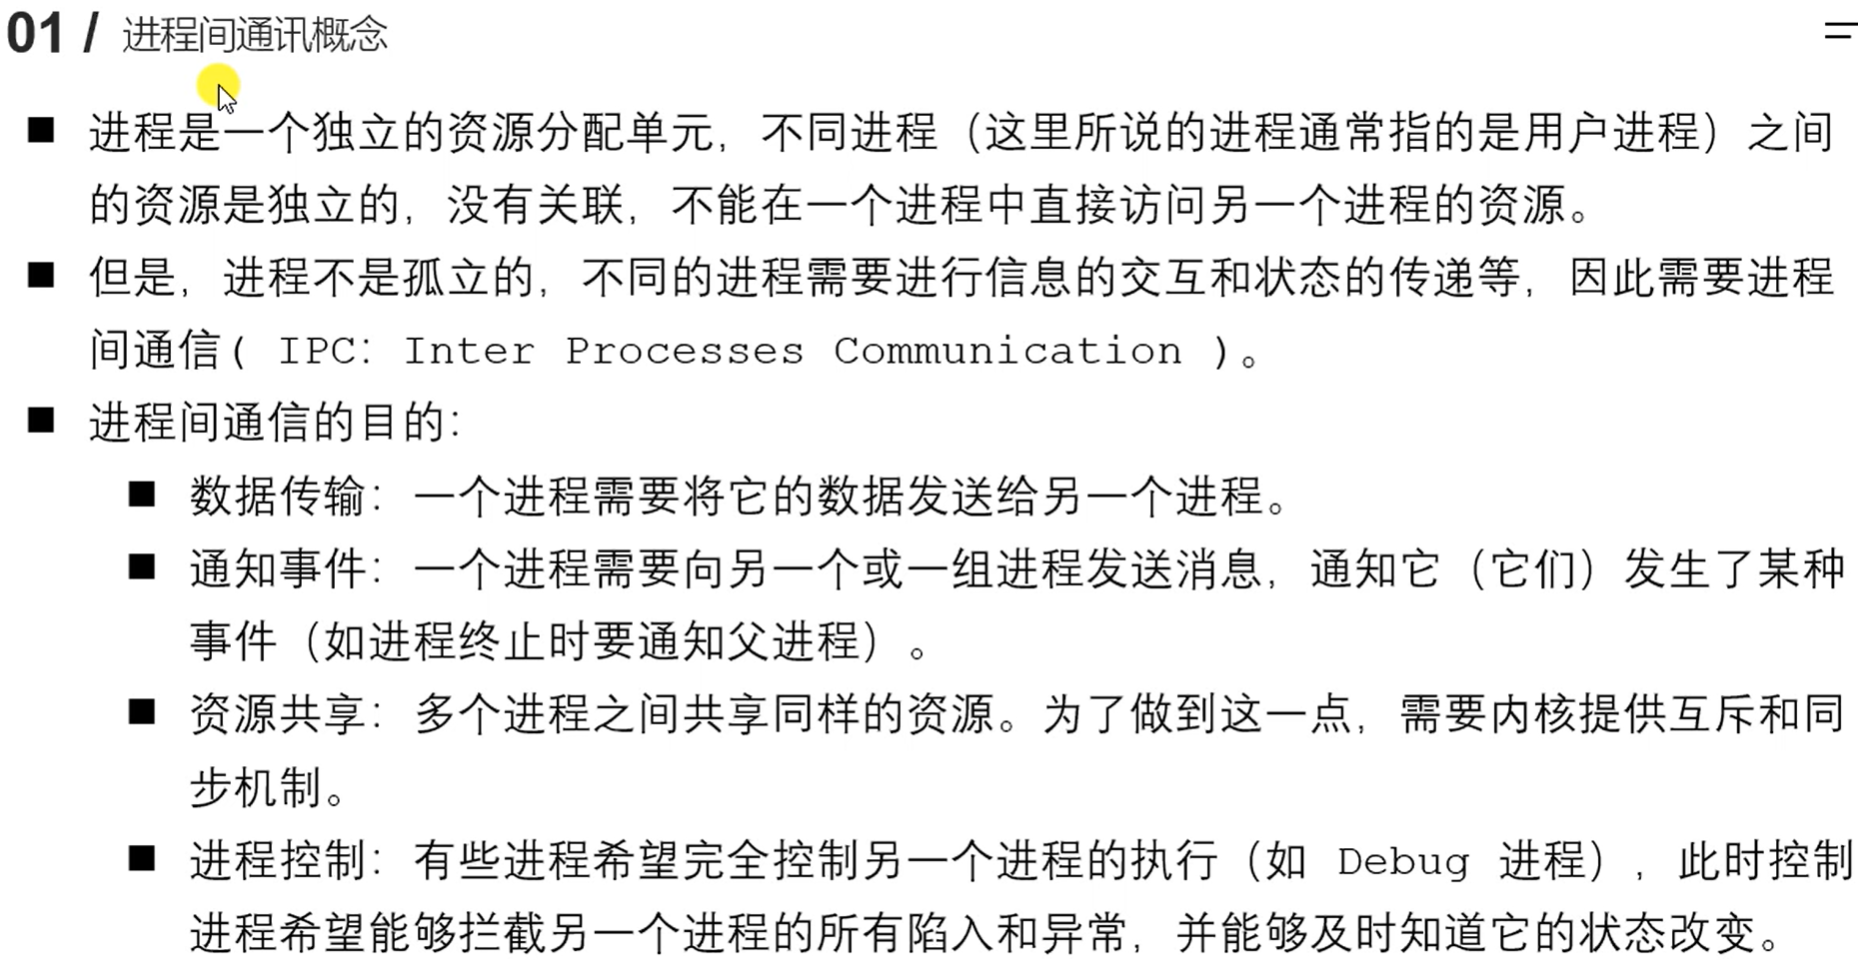 01 / 进程间通讯概念
■ 进程是一个独立的资源分配单元，不同进程（这里所说的进程通常指的是用户进程）之间
的资源是独立的，没有关联，不能在一个进程中直接访问另一个进程的资源。
■ 但是，进程不是孤立的，不同的进程需要进行信息的交互和状态的传递等，因此需要进程
间通信( IPC：Inter Processes Communication )。
■ 进程间通信的目的：
■ 数据传输：一个进程需要将它的数据发送给另一个进程。
■ 通知事件：一个进程需要向另一个或一组进程发送消息，通知它（它们）发生了某种
事件（如进程终止时要通知父进程）。
■ 资源共享：多个进程之间共享同样的资源。为了做到这一点，需要内核提供互斥和同
步机制。
■ 进程控制：有些进程希望完全控制另一个进程的执行（如 Debug 进程），此时控制
进程希望能够拦截另一个进程的所有陷入和异常，并能够及时知道它的状态改变。